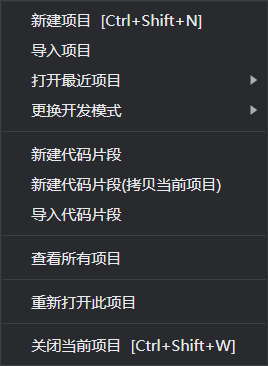 新建项目 [Ctrl+Shift+N]
导入项目
打开最近项目
更换开发模式
新建代码片段
新建代码片段(拷贝当前项目)
导入代码片段
查看所有项目
重新打开此项目
关闭当前项目 [Ctrl+Shift+W]